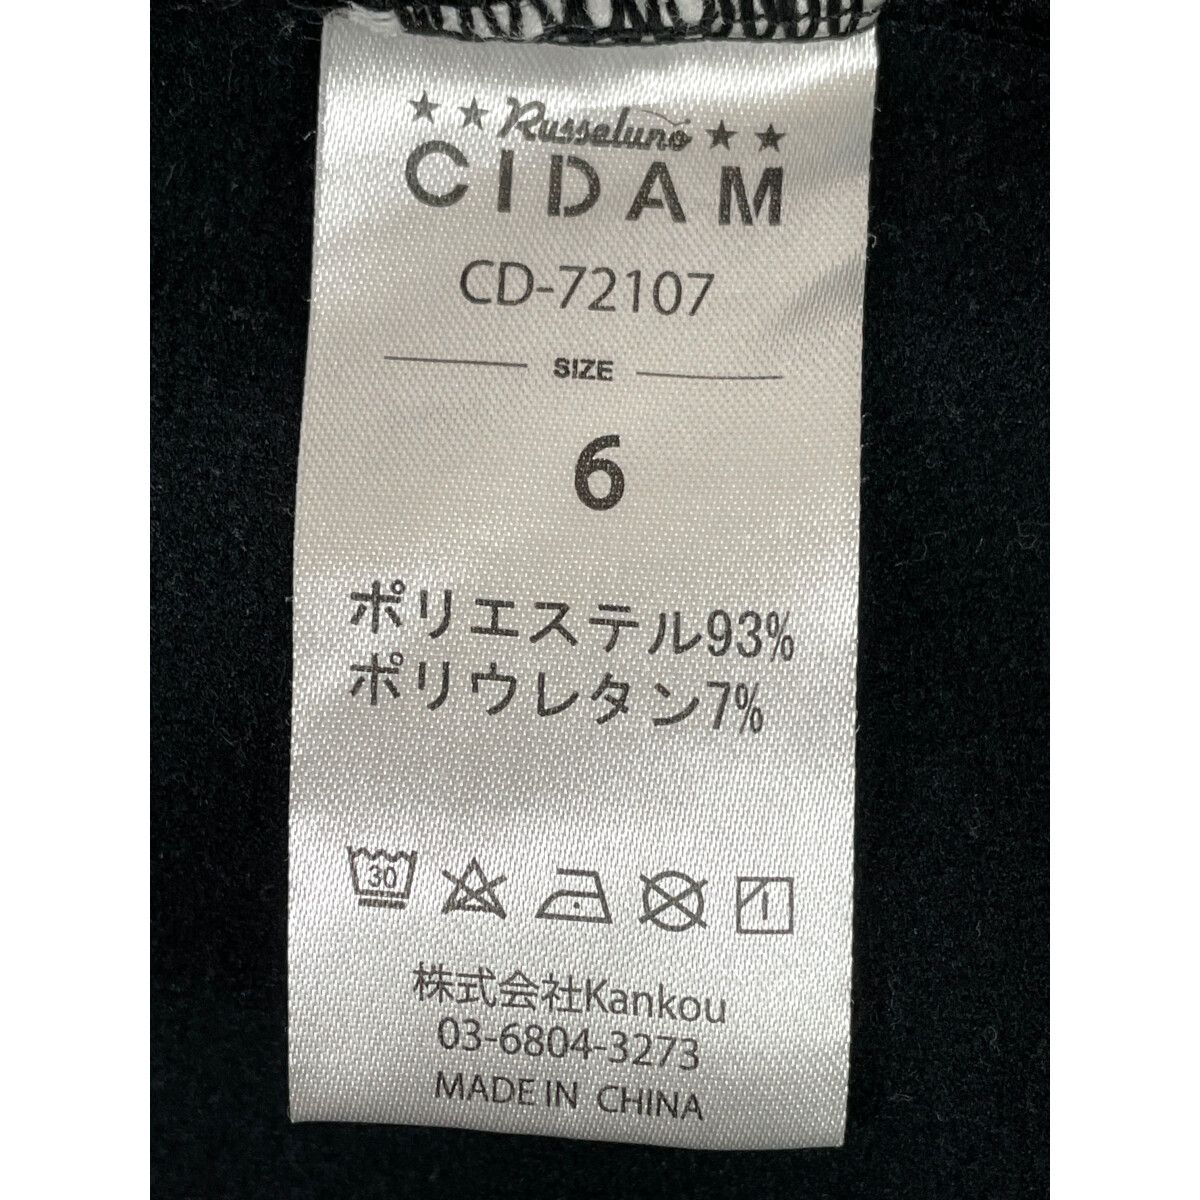 ★ ★ Russeluno ★ ★
CIDAM
CD-72107
SIZE
6
ポリエステル93%
ポリウレタン7%
30
株式会社Kankou
03-6804-3273
MADE IN CHINA